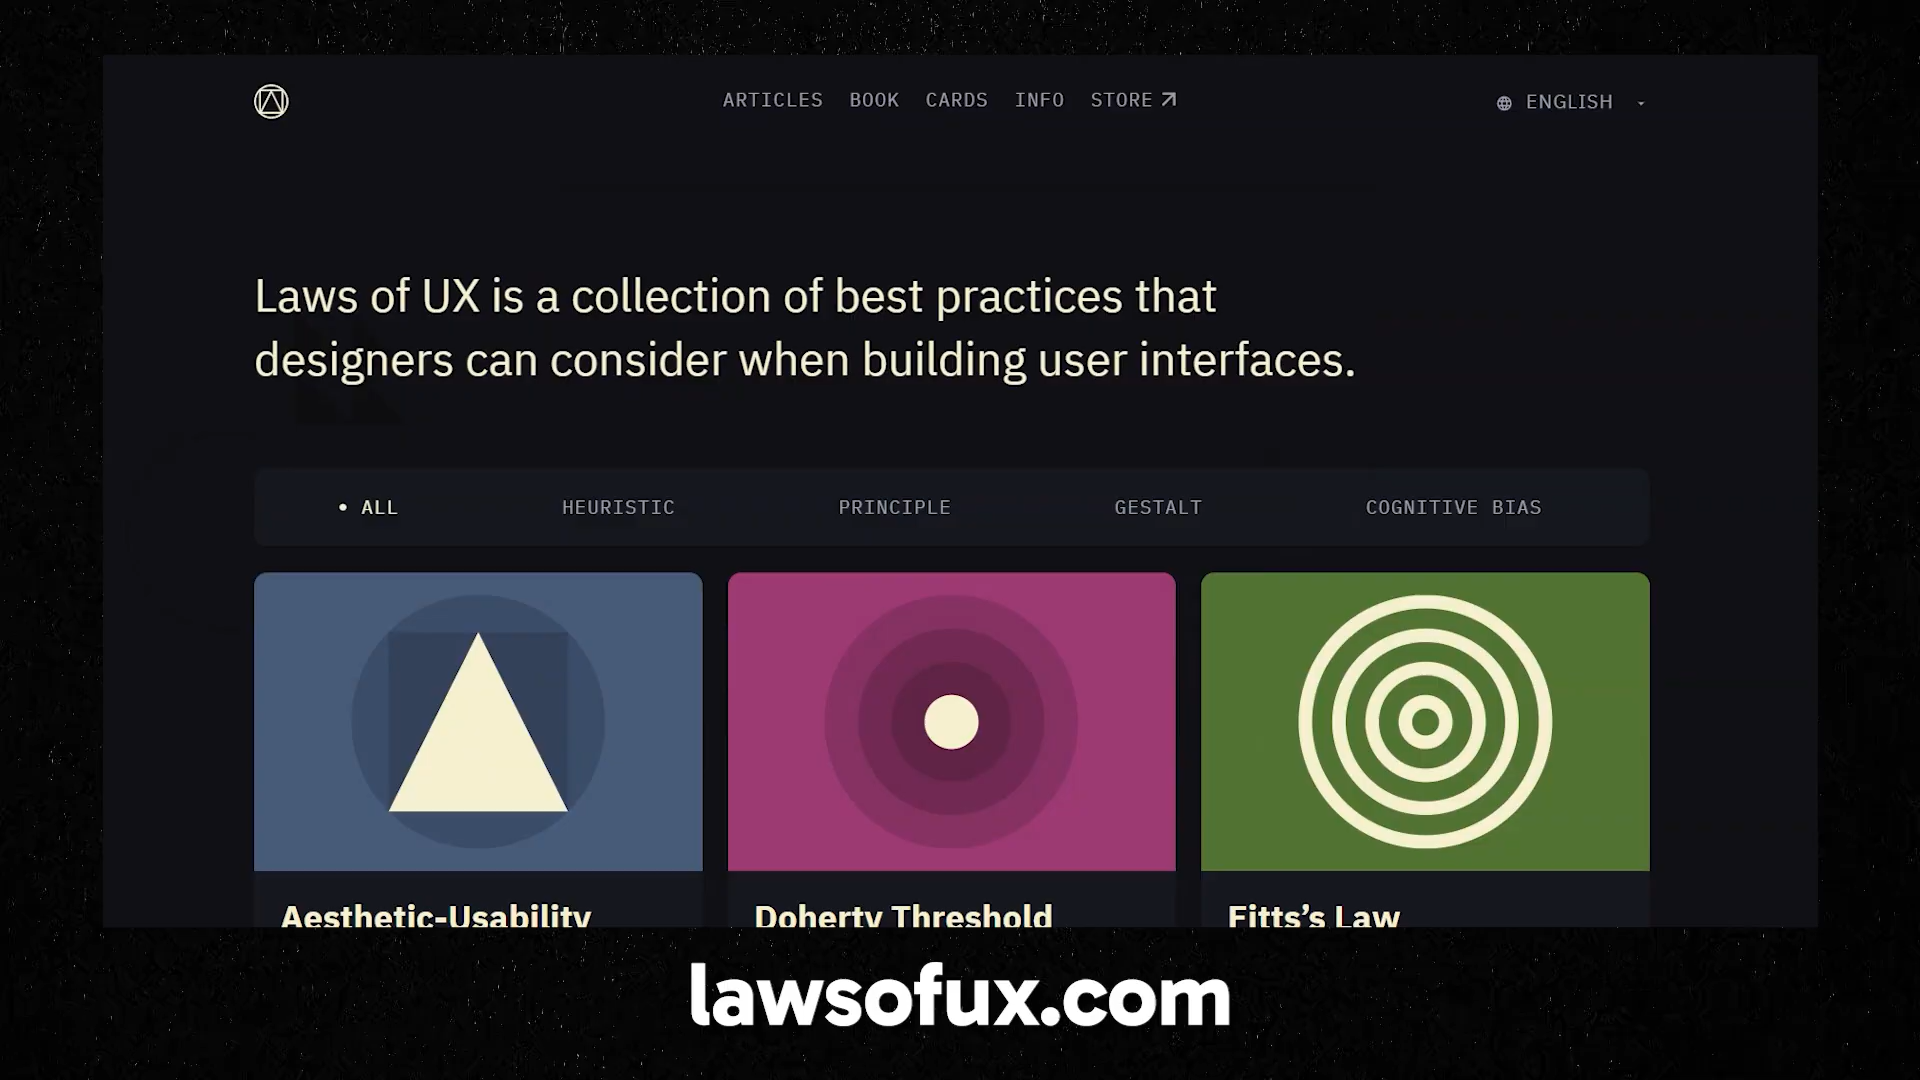 ARTICLES BOOK CARDS INFO STORE
ENGLISH
Laws of UX is a collection of best practices that
designers can consider when building user interfaces.
• ALL HEURISTIC PRINCIPLE GESTALT COGNITIVE BIAS
Aesthetic-Usability
Doherty Threshold
Fitts’s Law
lawsofux.com